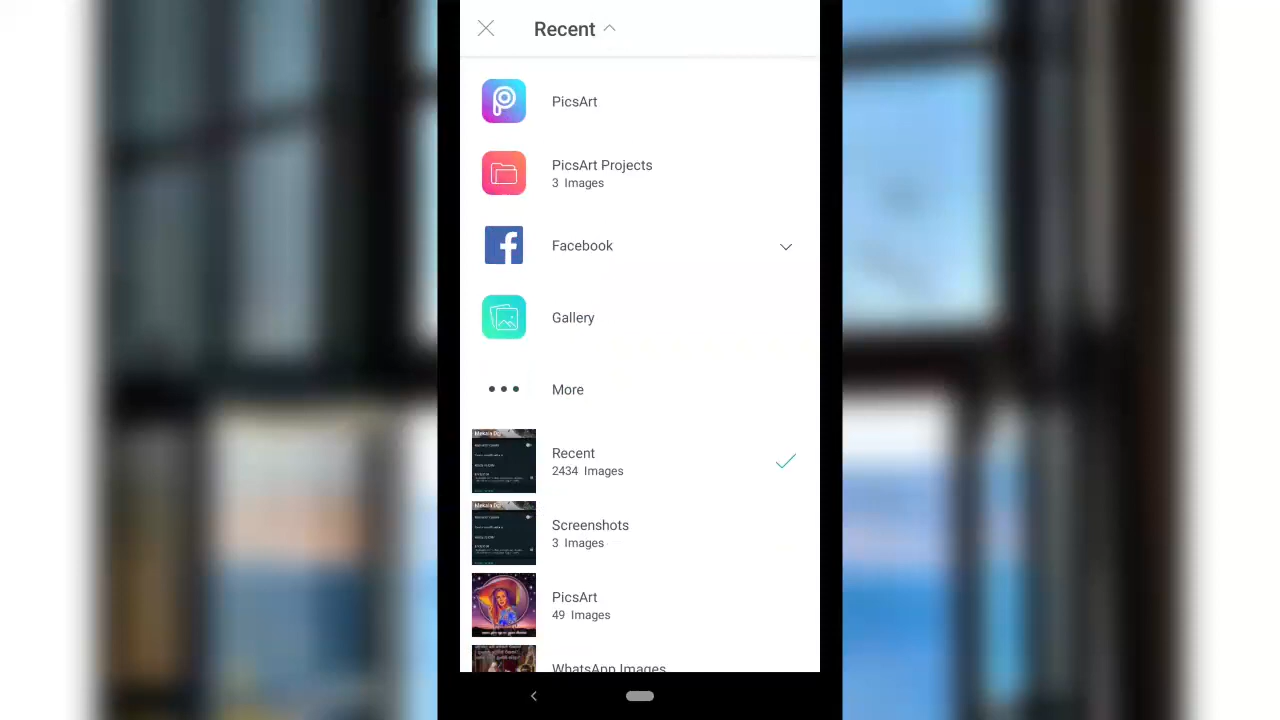 Recent
PicsArt
PicsArt Projects
3 Images
Facebook
Gallery
More
Recent
2434 Images
Screenshots
3 Images
PicsArt
49 Images
WhatsApp Images